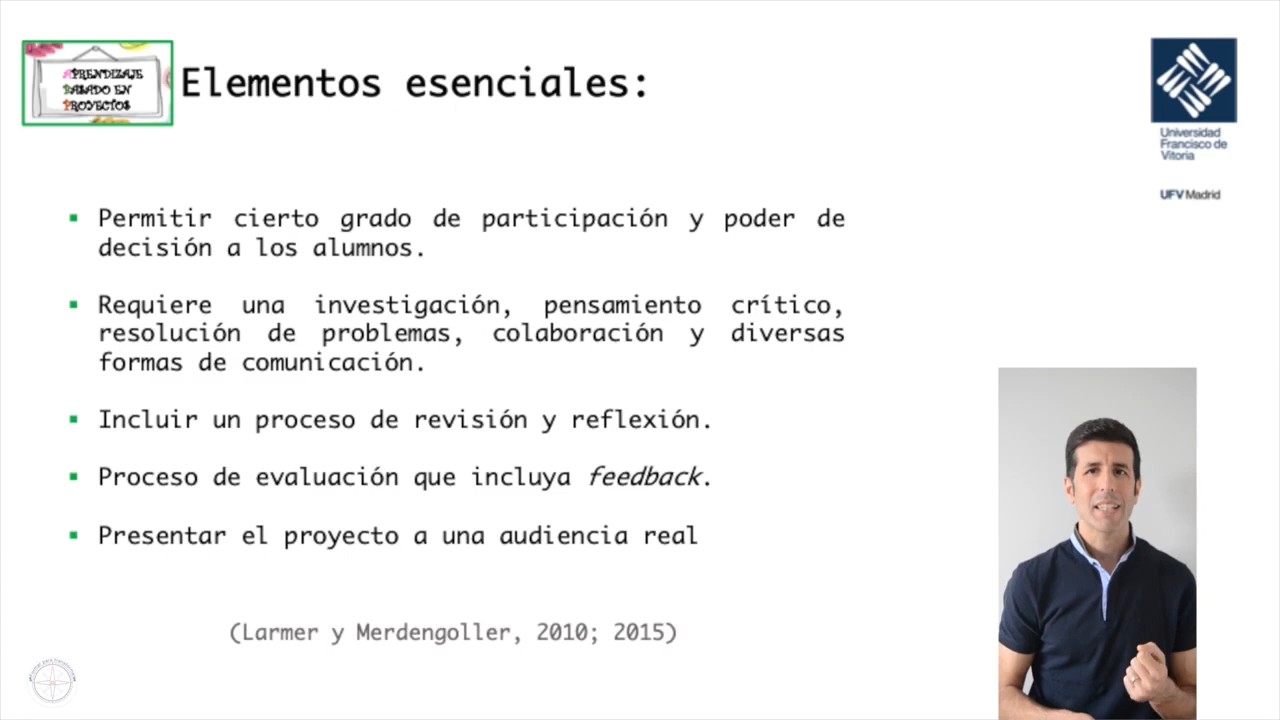 APRENDIZAJE
BASADO EN
PROYECTOS
Elementos esenciales:
Universidad
Francisco de
Vitoria
UFV Madrid
▪ Permitir cierto grado de participación y poder de
decisión a los alumnos.
▪ Requiere una investigación, pensamiento crítico,
resolución de problemas, colaboración y diversas
formas de comunicación.
▪ Incluir un proceso de revisión y reflexión.
▪ Proceso de evaluación que incluya feedback.
▪ Presentar el proyecto a una audiencia real
(Larmer y Merdengoller, 2010; 2015)